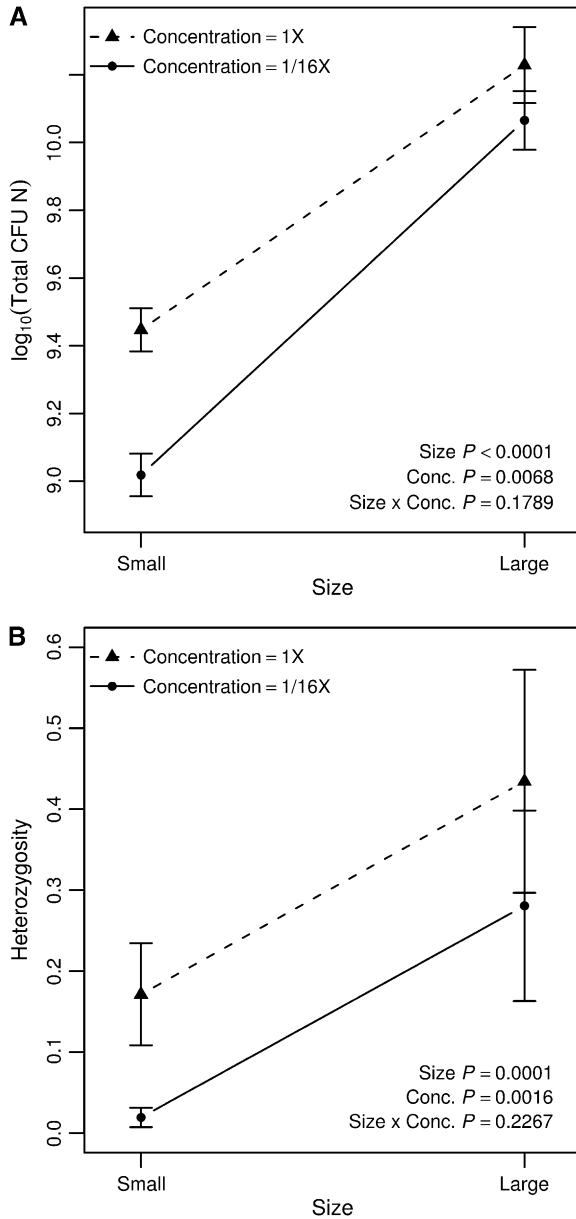 A
Concentration = 1X
Concentration = 1/16X
10.0
9.8
9.6
9.4
9.2
9.0
log10(Total CFU N)
Size P < 0.0001
Conc. P = 0.0068
Size x Conc. P = 0.1789
Small Large
Size
B
Concentration = 1X
Concentration = 1/16X
0.6
0.5
0.4
0.3
0.2
0.1
0.0
Heterozygosity
Size P = 0.0001
Conc. P = 0.0016
Size x Conc. P = 0.2267
Small Large
Size